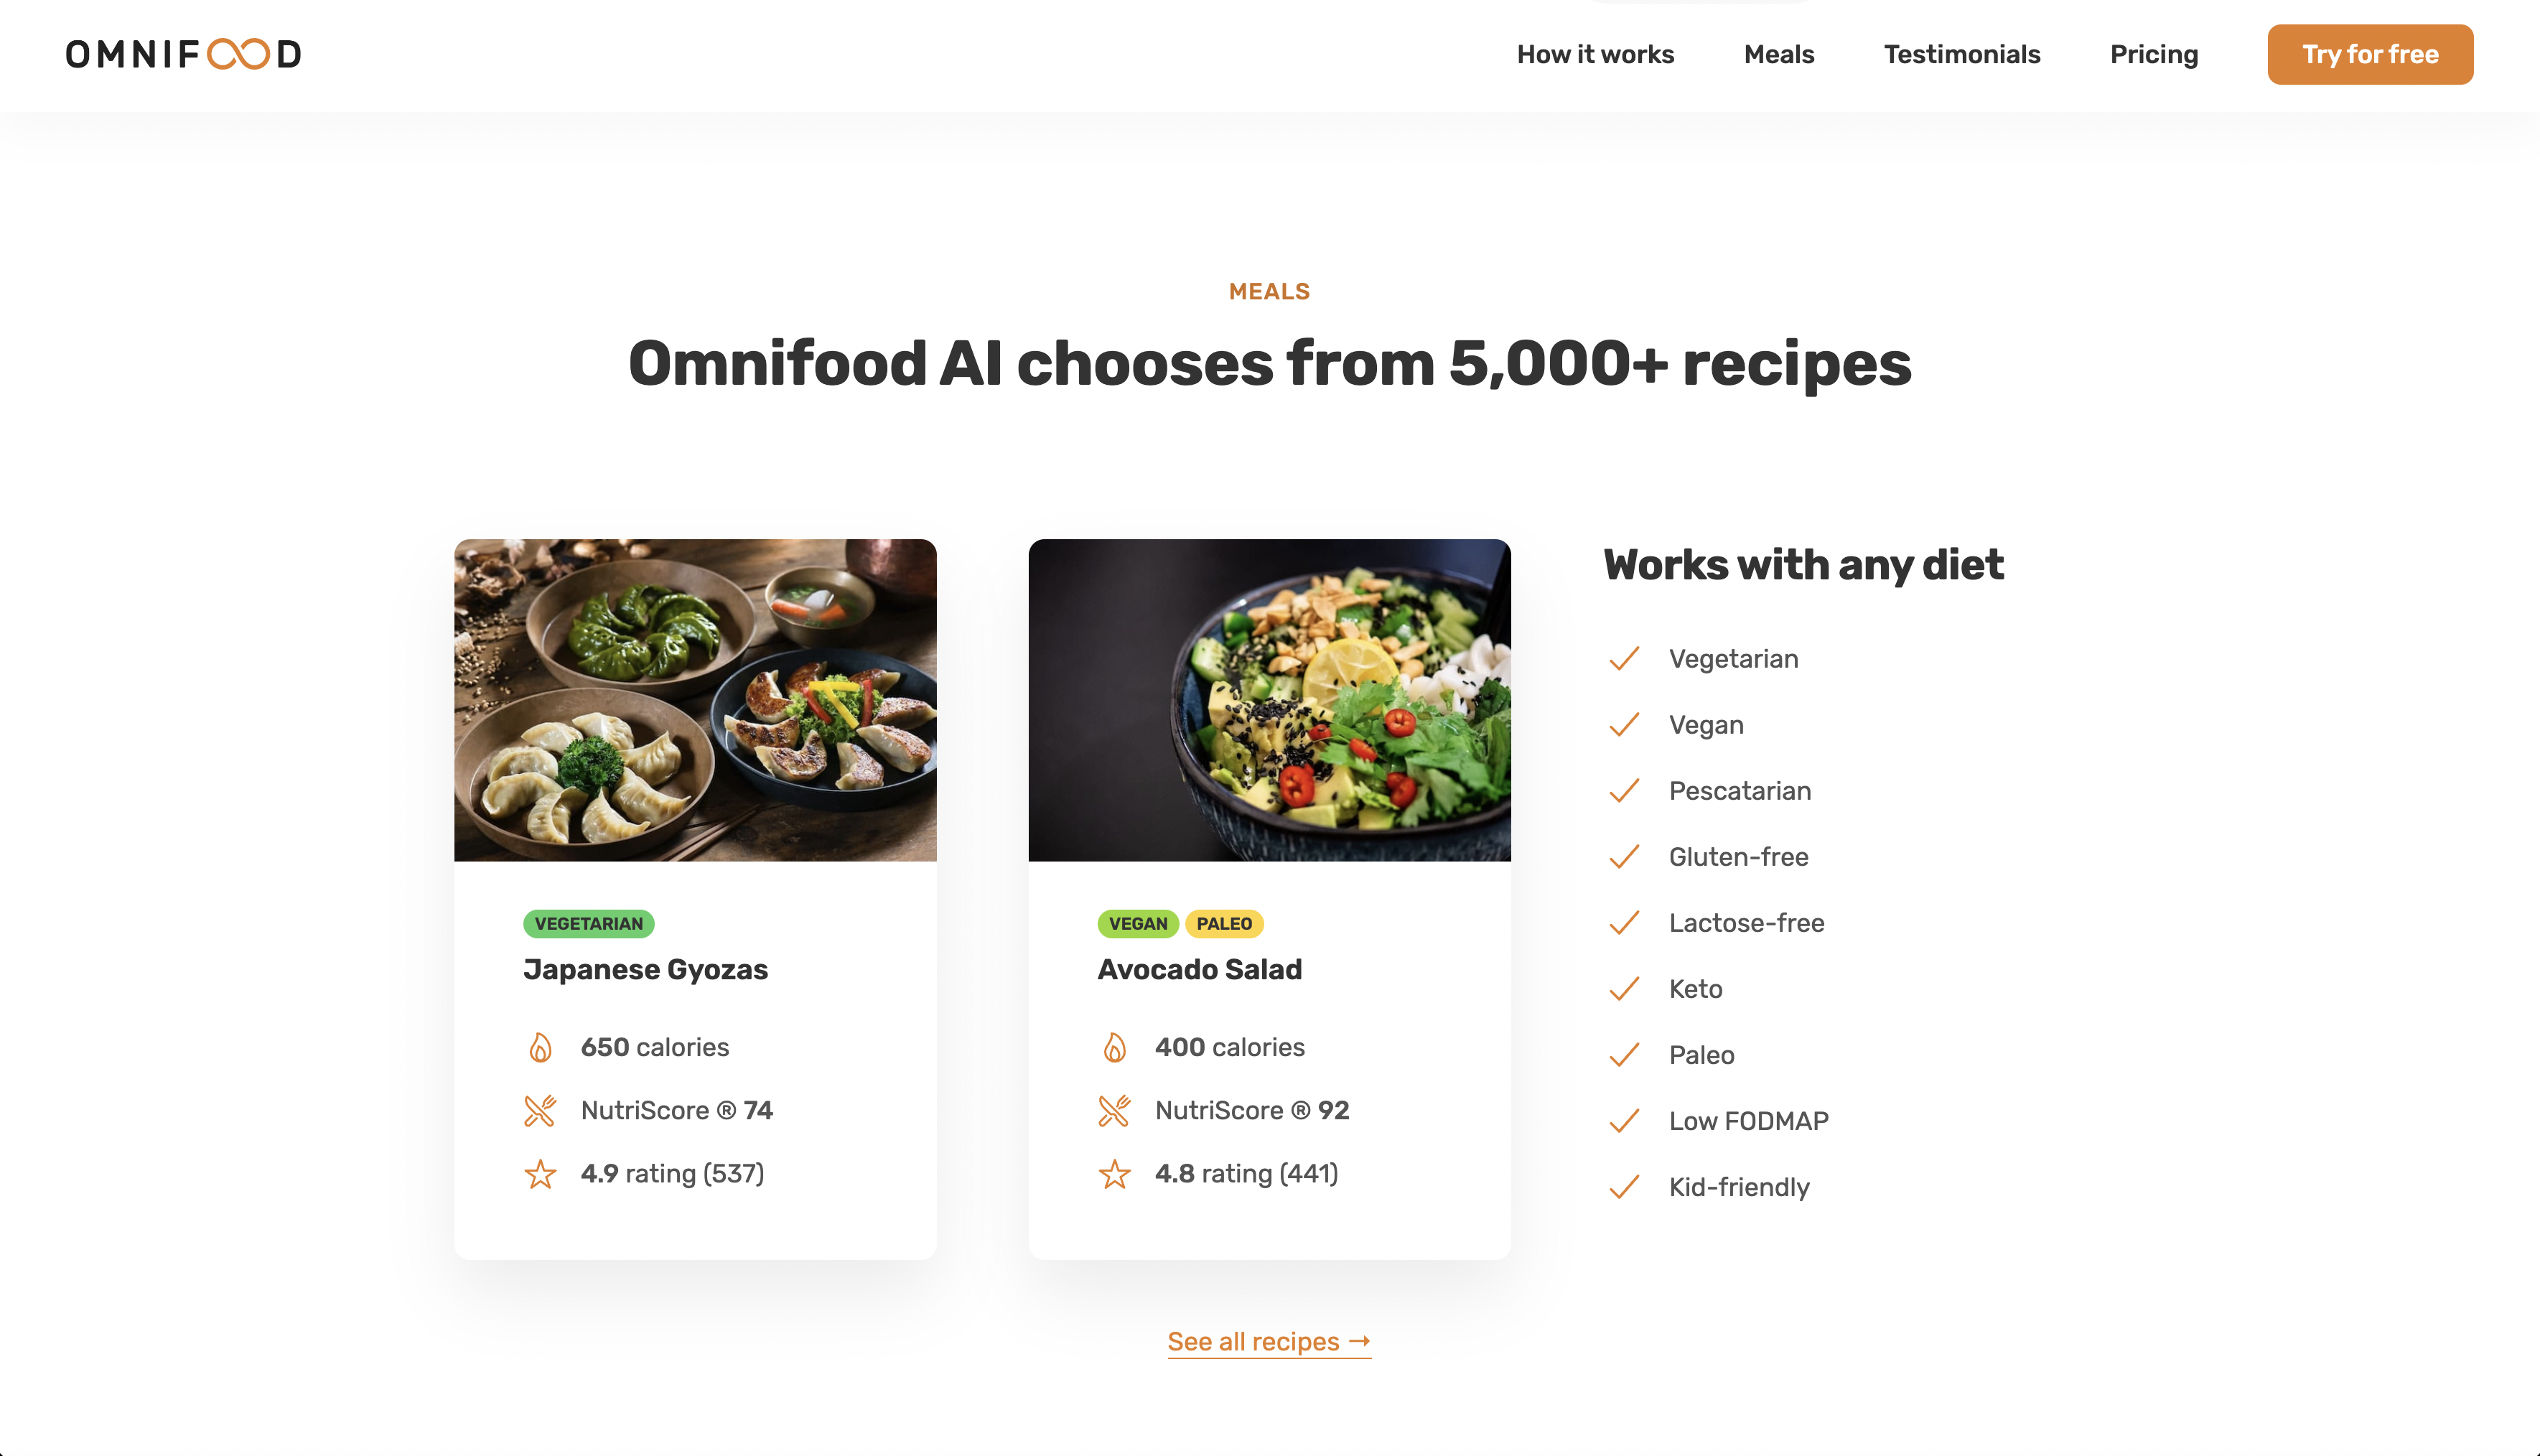 OMNIFOOD
How it works
Meals
Testimonials
Pricing
Try for free
MEALS
Omnifood AI chooses from 5,000+ recipes
VEGETARIAN
Japanese Gyozas
650 calories
NutriScore ® 74
4.9 rating (537)
VEGAN PALEO
Avocado Salad
400 calories
NutriScore ® 92
4.8 rating (441)
Works with any diet
Vegetarian
Vegan
Pescatarian
Gluten-free
Lactose-free
Keto
Paleo
Low FODMAP
Kid-friendly
See all recipes →